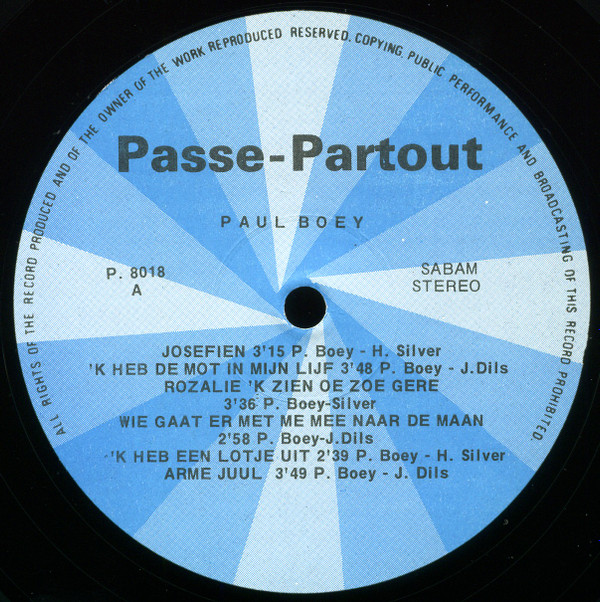 ALL RIGHTS OF THE RECORD PRODUCED AND OF THE OWNER OF THE WORK REPRODUCED RESERVED. COPYING, PUBLIC PERFORMANCE AND BROADCASTING OF THIS RECORD PROHIBITED.
Passe-Partout
PAUL BOEY
P. 8018
A
SABAM
STEREO
JOSEFIEN 3'15 P. Boey - H. Silver
'K HEB DE MOT IN MIJN LIJF 3'48 P. Boey - J.Dils
ROZALIE 'K ZIEN OE ZOE GERE
3'36 P. Boey-Silver
WIE GAAT ER MET ME MEE NAAR DE MAAN
2'58 P. Boey-J.Dils
'K HEB EEN LOTJE UIT 2'39 P. Boey - H. Silver
ARME JUUL 3'49 P. Boey - J. Dils